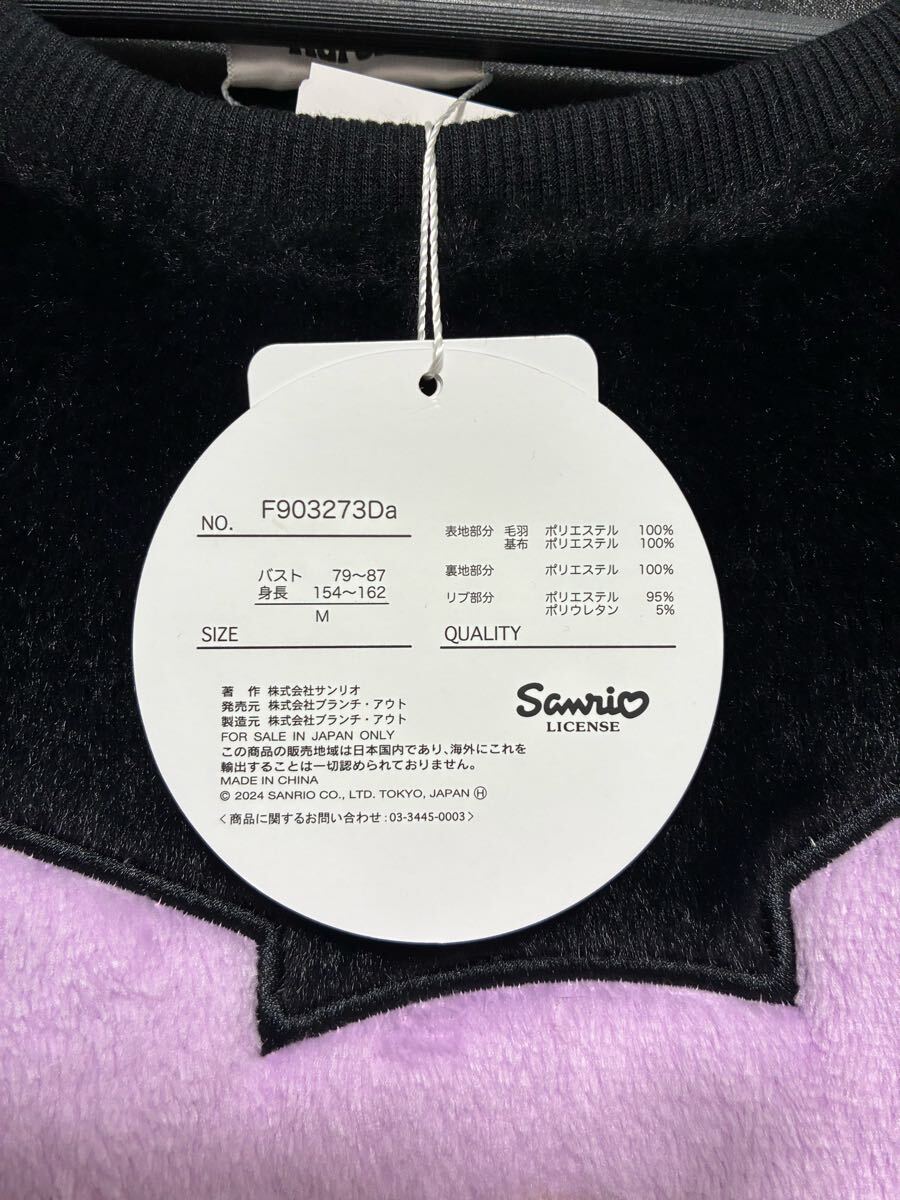 NO. F903273Da
バスト 79〜87
身長 154〜162
M
SIZE
表地部分 毛羽 ポリエステル 100%
基布 ポリエステル 100%
裏地部分 ポリエステル 100%
リブ部分 ポリエステル 95%
ポリウレタン 5%
QUALITY
著 作 株式会社サンリオ
発売元 株式会社ブランチ・アウト
製造元 株式会社ブランチ・アウト
FOR SALE IN JAPAN ONLY
この商品の販売地域は日本国内であり、海外にこれを
輸出することは一切認められておりません。
MADE IN CHINA
© 2024 SANRIO CO., LTD. TOKYO, JAPAN Ⓗ
<商品に関するお問い合わせ:03-3445-0003>
Sanrio
LICENSE